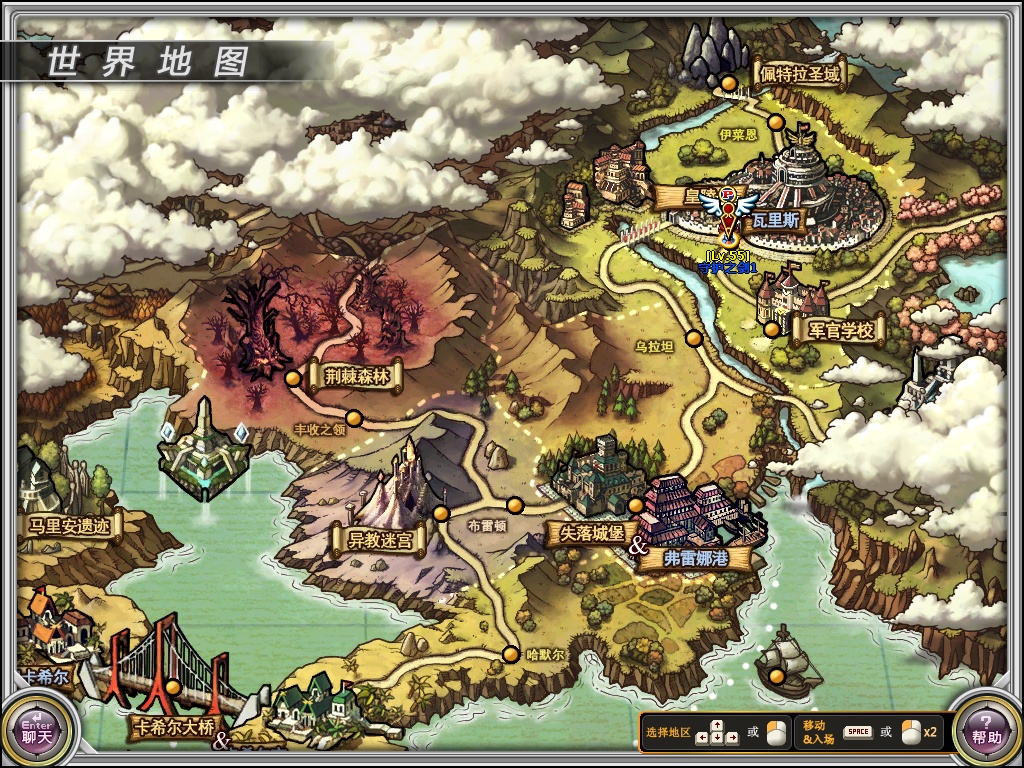 世界地图
佩特拉圣域
伊莱恩
皇陵
瓦里斯
[LV.55]
守护之剑1
军官学校
乌拉坦
荆棘森林
丰收之领
马里安遗迹
异教迷宫
布雷顿
失落城堡
&
弗雷娜港
哈默尔
卡希尔
卡希尔大桥
&
Enter
聊天
选择地区 或
移动
&入场 SPACE 或 x2
?
帮助